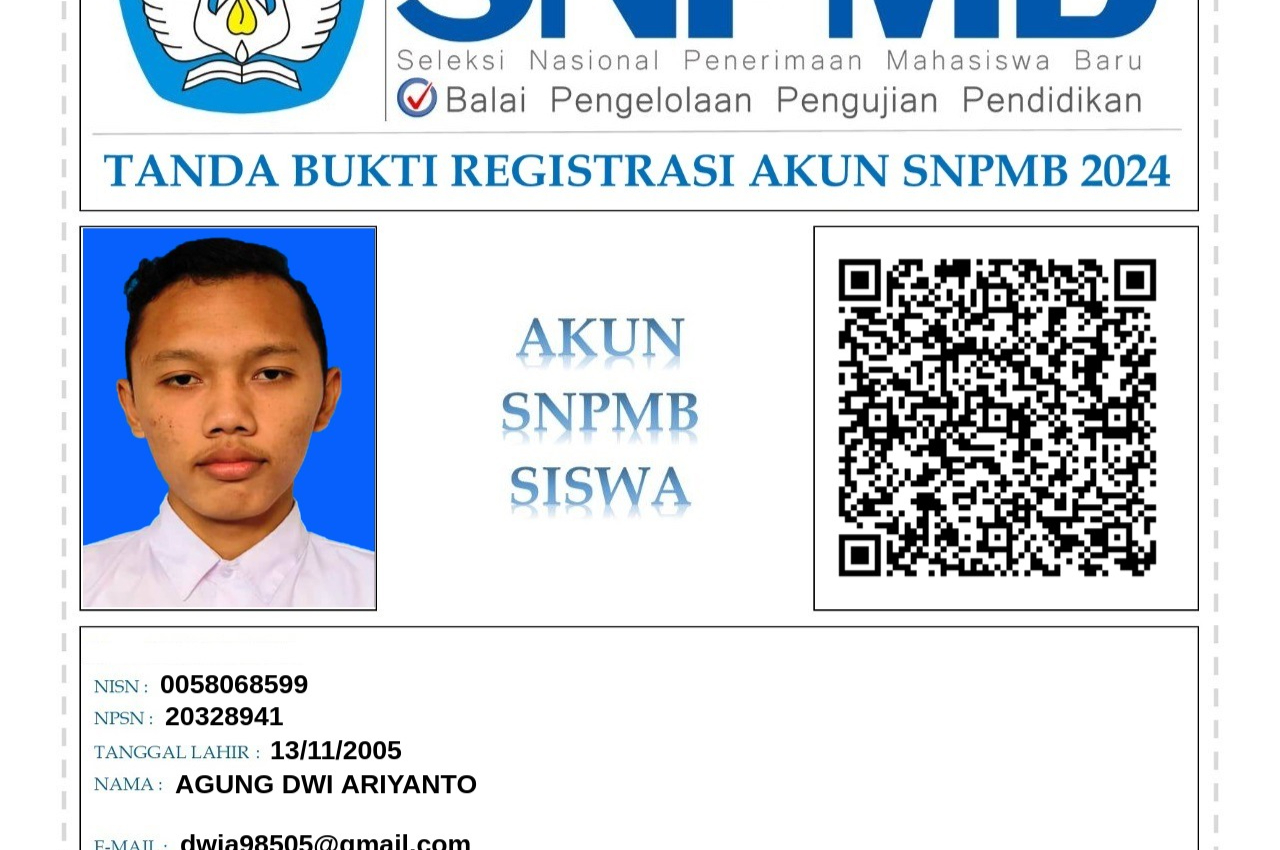 SNPMB
Seleksi Nasional Penerimaan Mahasiswa Baru
Balai Pengelolaan Pengujian Pendidikan
TANDA BUKTI REGISTRASI AKUN SNPMB 2024
AKUN
SNPMB
SISWA
NISN : 0058068599
NPSN : 20328941
TANGGAL LAHIR : 13/11/2005
NAMA : AGUNG DWI ARIYANTO
E-MAIL : dwia98505@gmail.com